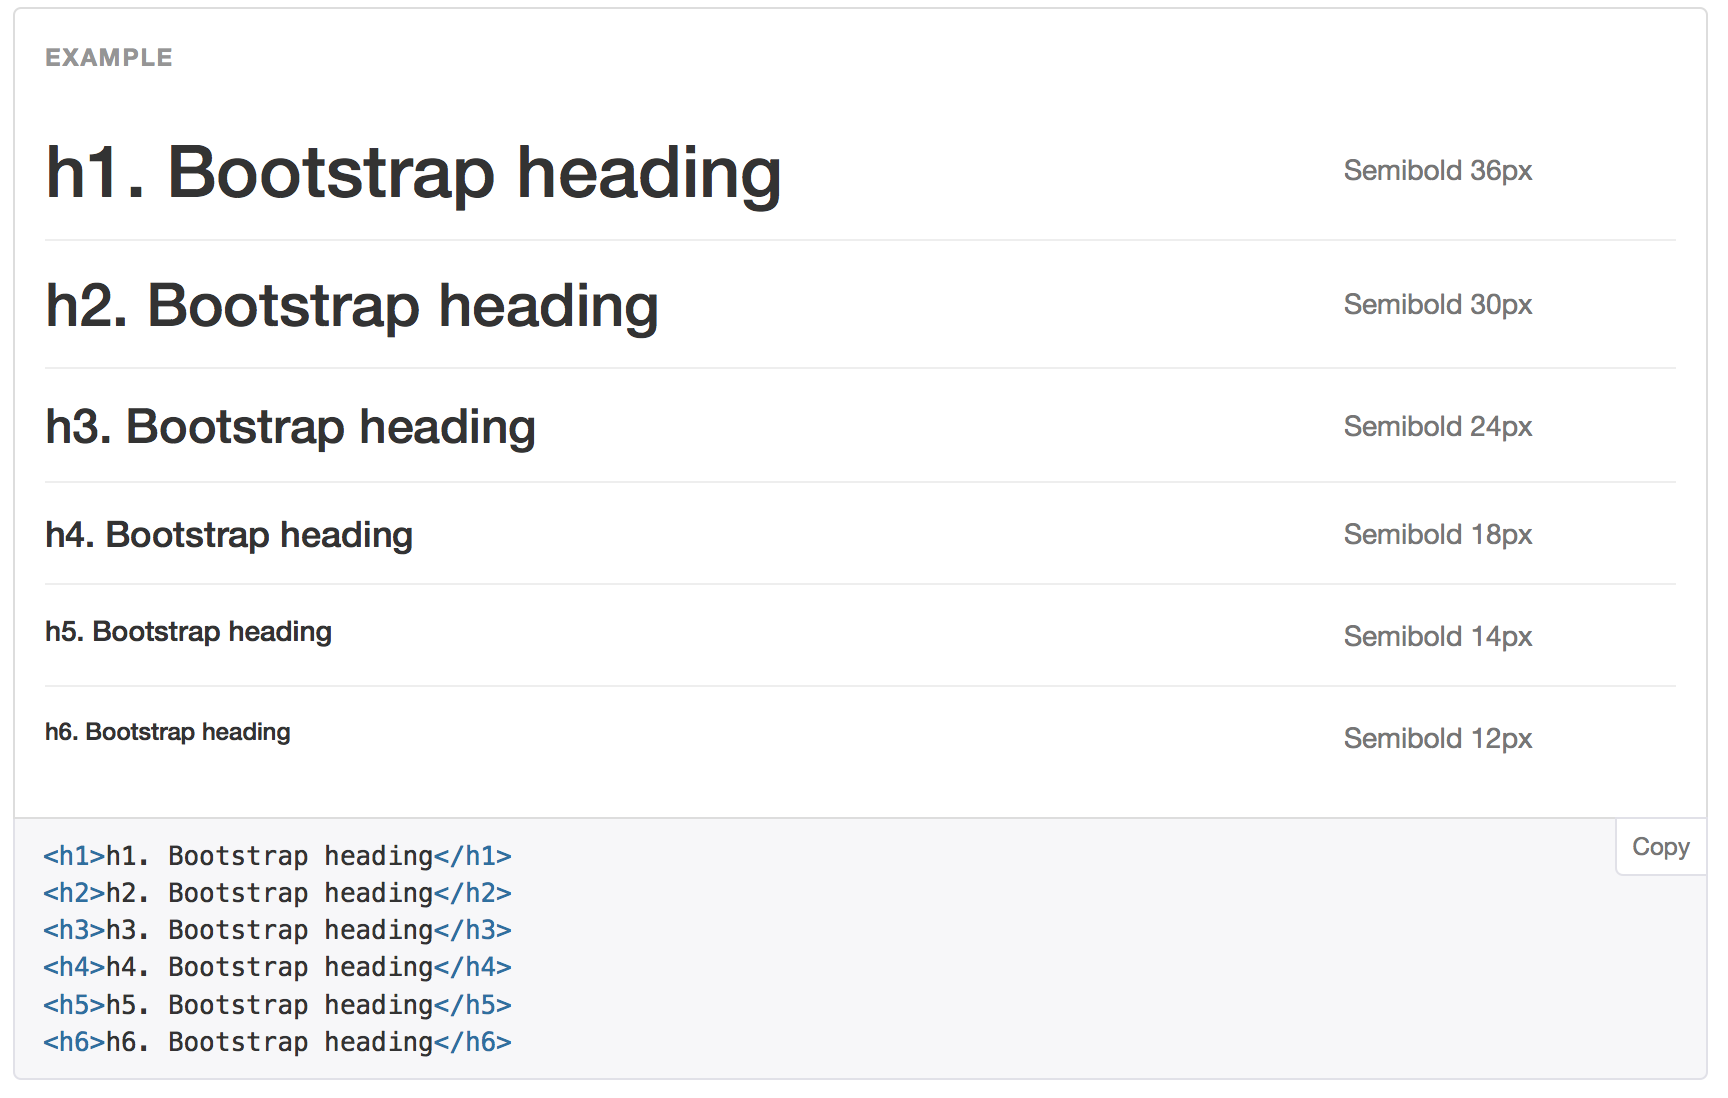 EXAMPLE
h1. Bootstrap heading Semibold 36px
h2. Bootstrap heading Semibold 30px
h3. Bootstrap heading Semibold 24px
h4. Bootstrap heading Semibold 18px
h5. Bootstrap heading Semibold 14px
h6. Bootstrap heading Semibold 12px
Copy
<h1>h1. Bootstrap heading</h1>
<h2>h2. Bootstrap heading</h2>
<h3>h3. Bootstrap heading</h3>
<h4>h4. Bootstrap heading</h4>
<h5>h5. Bootstrap heading</h5>
<h6>h6. Bootstrap heading</h6>